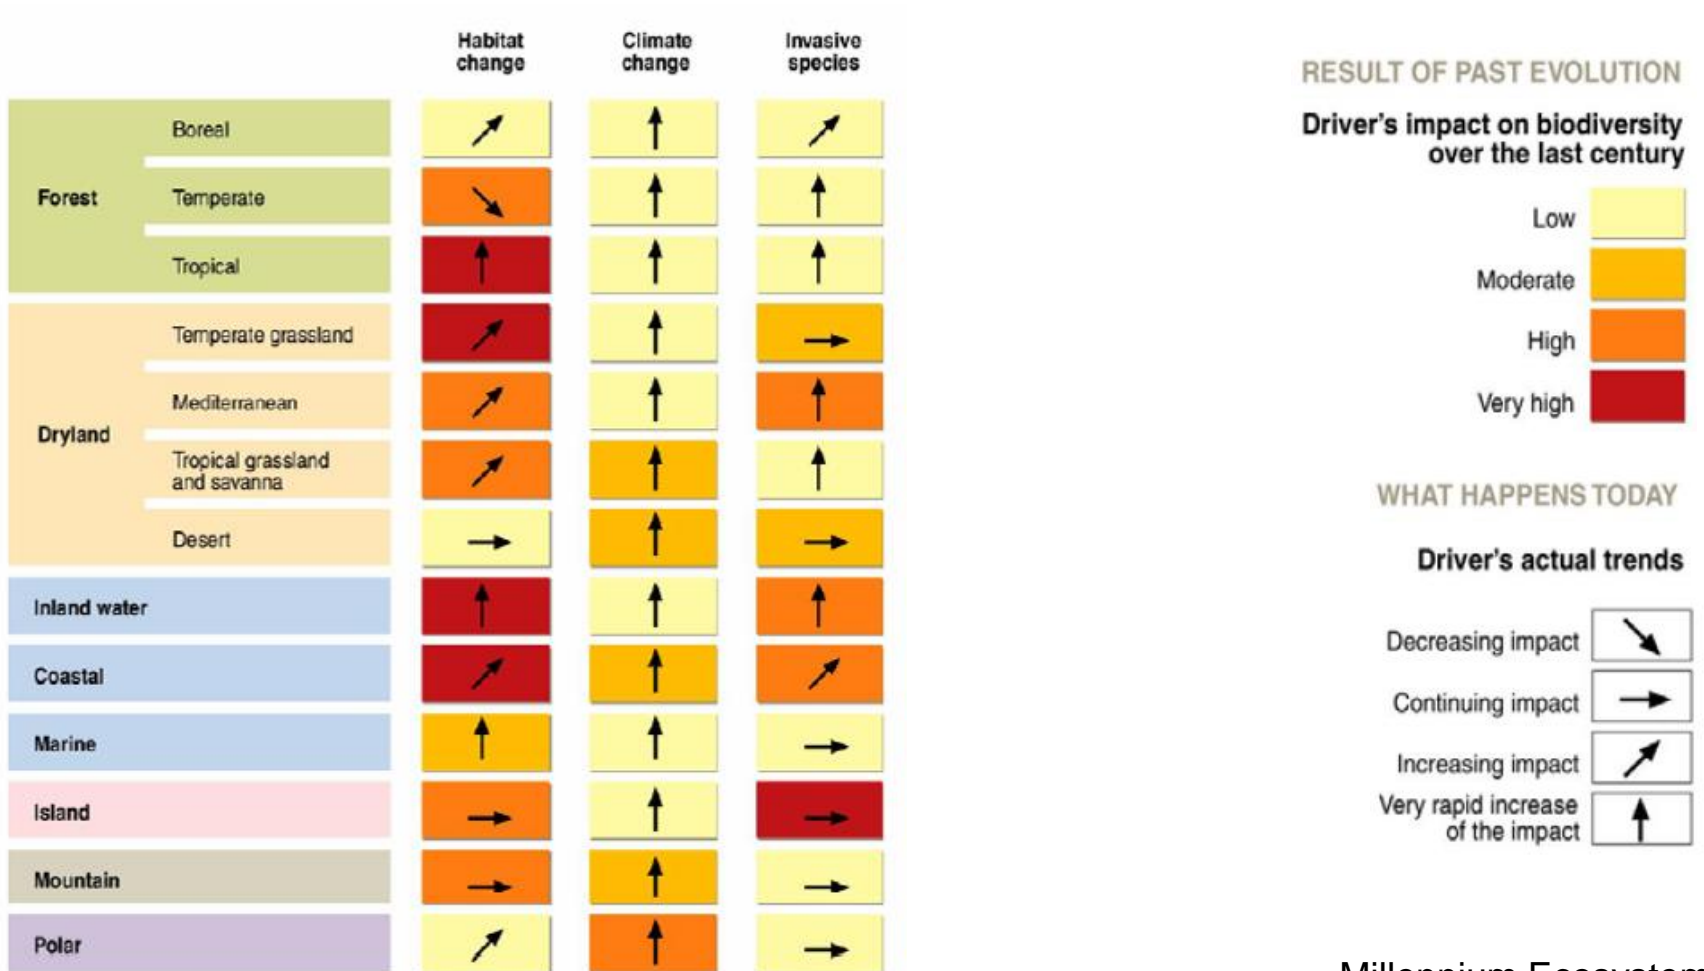 Habitat
change
Climate
change
Invasive
species
Forest
Boreal
Temperate
Tropical
Dryland
Temperate grassland
Mediterranean
Tropical grassland
and savanna
Desert
Inland water
Coastal
Marine
Island
Mountain
Polar
RESULT OF PAST EVOLUTION
Driver's impact on biodiversity
over the last century
Low
Moderate
High
Very high
WHAT HAPPENS TODAY
Driver's actual trends
Decreasing impact
Continuing impact
Increasing impact
Very rapid increase
of the impact
Millennium Ecosystem